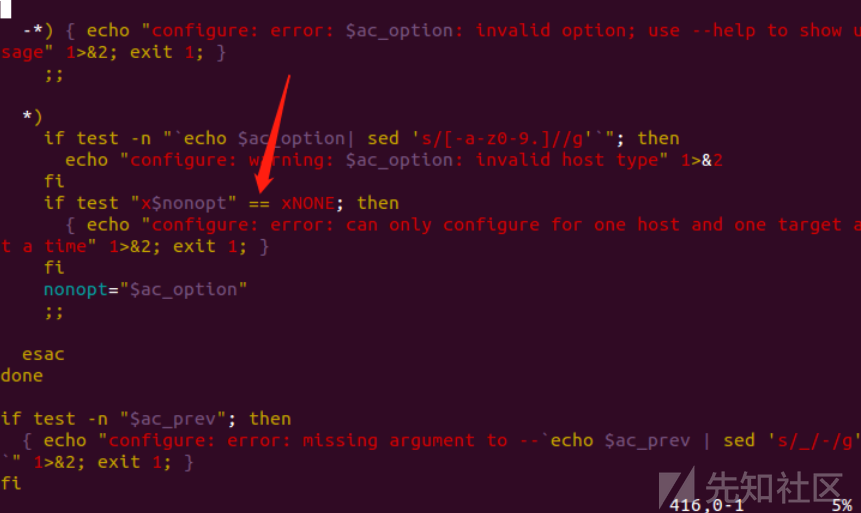 -*) { echo "configure: error: $ac_option: invalid option; use --help to show u
sage" 1>&2; exit 1; }
;;
*)
if test -n "`echo $ac_option| sed 's/[-a-z0-9.]//g'`"; then
echo "configure: warning: $ac_option: invalid host type" 1>&2
fi
if test "x$nonopt" == xNONE; then
{ echo "configure: error: can only configure for one host and one target a
t a time" 1>&2; exit 1; }
fi
nonopt="$ac_option"
;;
esac
done
if test -n "$ac_prev"; then
{ echo "configure: error: missing argument to --`echo $ac_prev | sed 's/_/-/g'
`" 1>&2; exit 1; }
fi
先知社区
416,0-1 5%